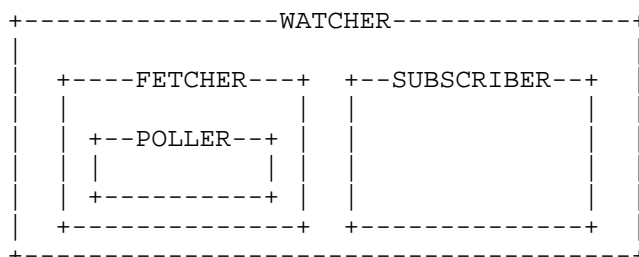 +----------------WATCHER---------------+
|                                      |
|  +----FETCHER---+  +--SUBSCRIBER--+  |
|  |              |  |              |  |
|  | +--POLLER--+ |  |              |  |
|  | |          | |  |              |  |
|  | +----------+ |  |              |  |
|  +--------------+  +--------------+  |
+--------------------------------------+